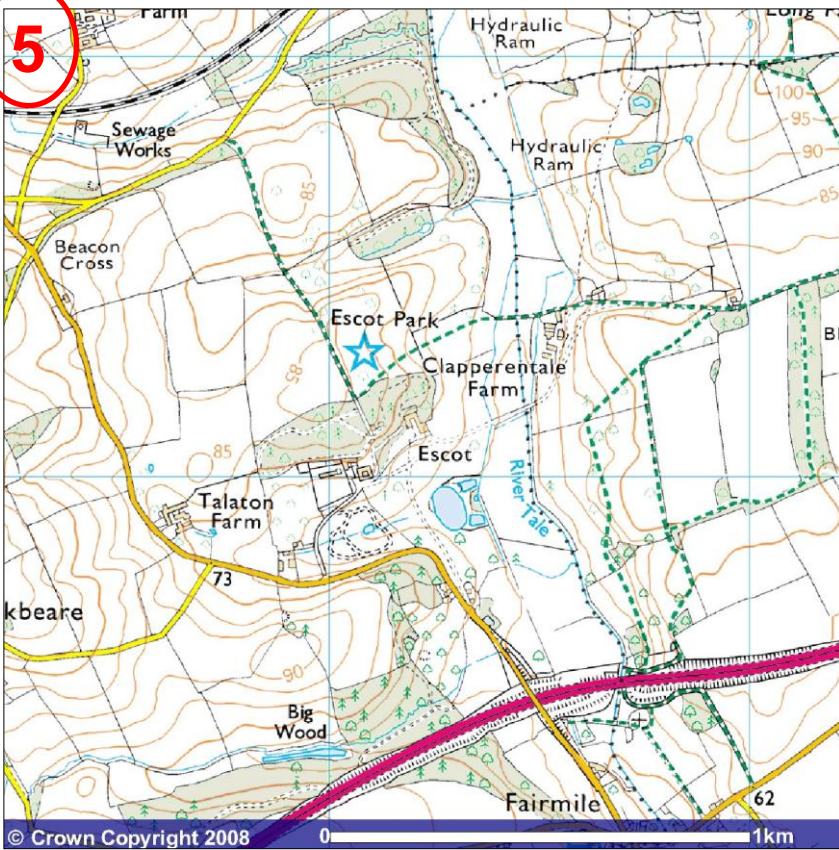 5
Farm
Hydraulic
Ram
Sewage
Works
100
95
90
Hydraulic
Ram
85
85
Beacon
Cross
Escot Park
85
Clapperentale
Farm
85
Escot
River Tale
Talaton
Farm
73
kbeare
90
Big
Wood
Fairmile
62
© Crown Copyright 2008
0
1km